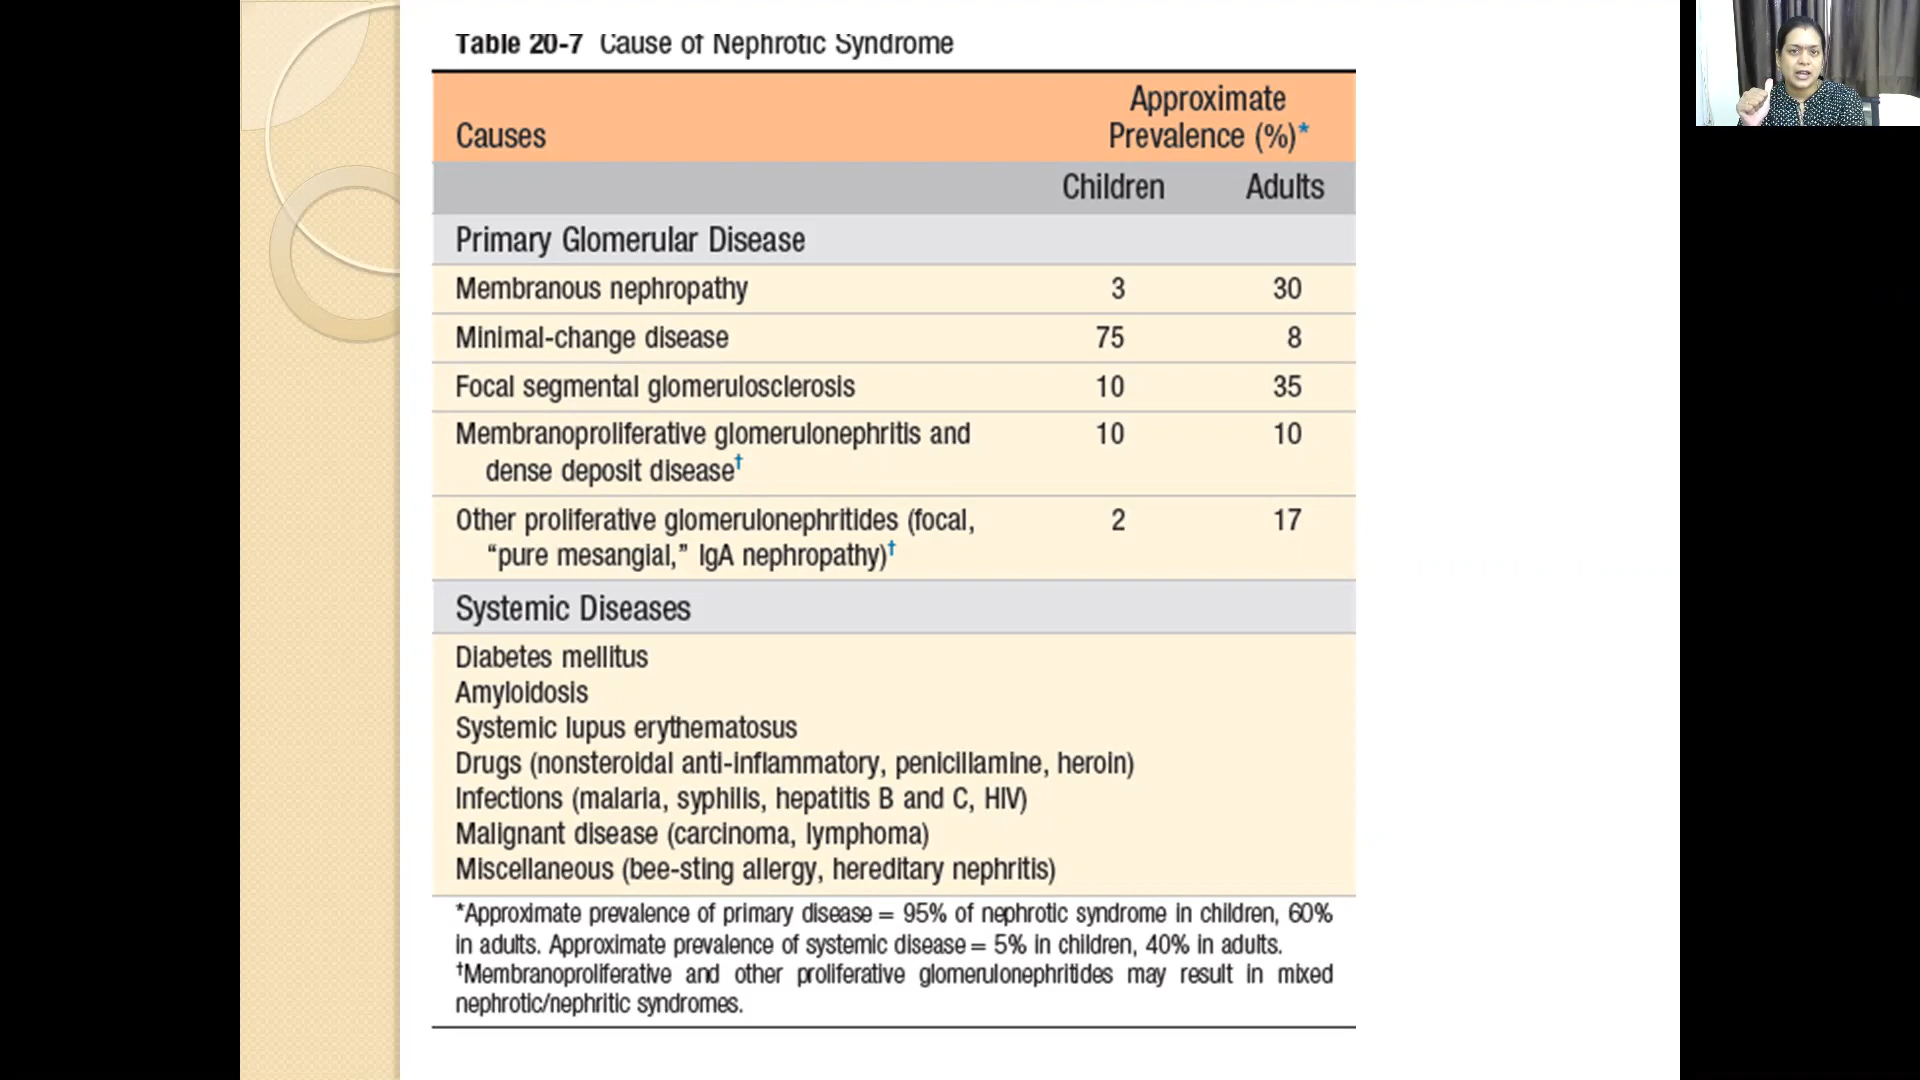 Table 20-7 Cause of Nephrotic Syndrome
Causes
Approximate
Prevalence (%)*
Children Adults
Primary Glomerular Disease
Membranous nephropathy 3 30
Minimal-change disease 75 8
Focal segmental glomerulosclerosis 10 35
Membranoproliferative glomerulonephritis and 10 10
dense deposit disease†
Other proliferative glomerulonephritides (focal, 2 17
“pure mesangial,” IgA nephropathy)†
Systemic Diseases
Diabetes mellitus
Amyloidosis
Systemic lupus erythematosus
Drugs (nonsteroidal anti-inflammatory, penicillamine, heroin)
Infections (malaria, syphilis, hepatitis B and C, HIV)
Malignant disease (carcinoma, lymphoma)
Miscellaneous (bee-sting allergy, hereditary nephritis)
*Approximate prevalence of primary disease = 95% of nephrotic syndrome in children, 60%
in adults. Approximate prevalence of systemic disease = 5% in children, 40% in adults.
†Membranoproliferative and other proliferative glomerulonephritides may result in mixed
nephrotic/nephritic syndromes.